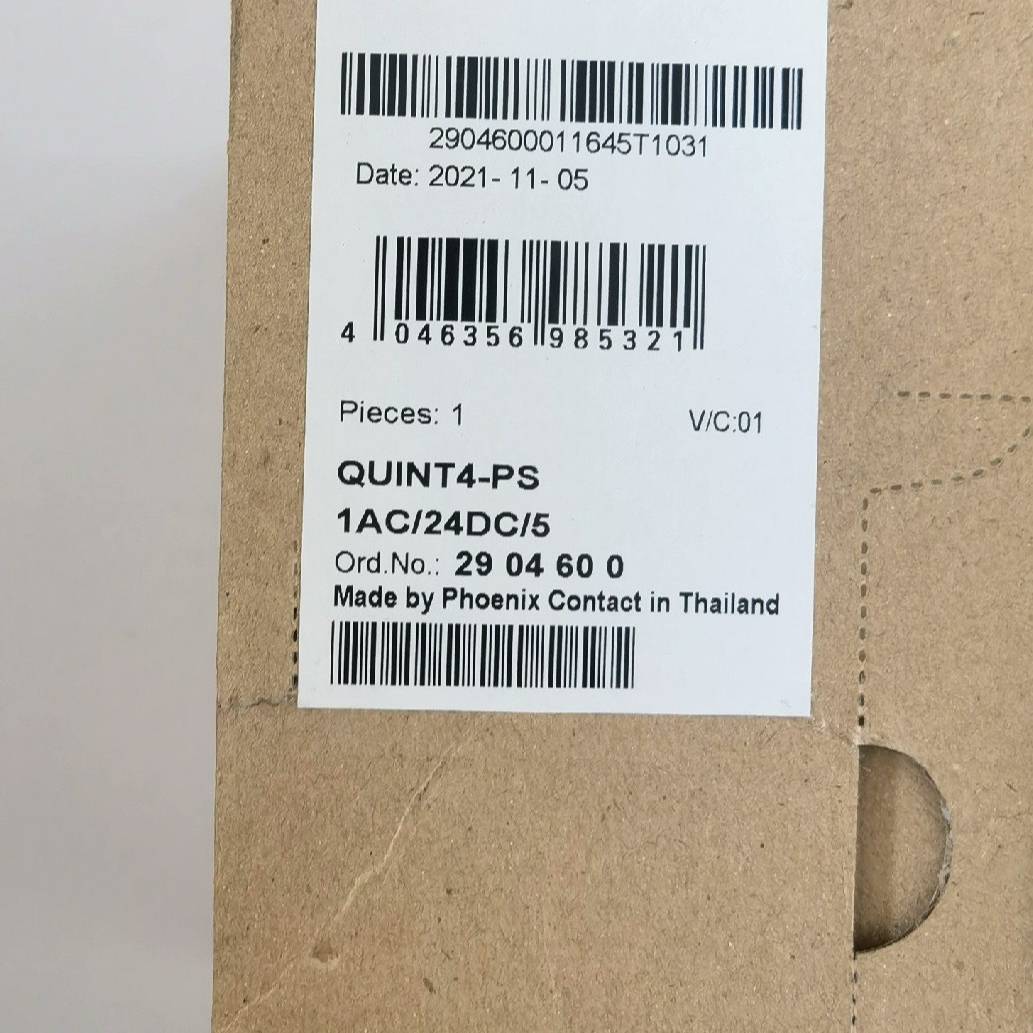 2904600011645T1031
Date: 2021- 11- 05
4 046356 985321
Pieces: 1 V/C:01
QUINT4-PS
1AC/24DC/5
Ord.No.: 29 04 60 0
Made by Phoenix Contact in Thailand